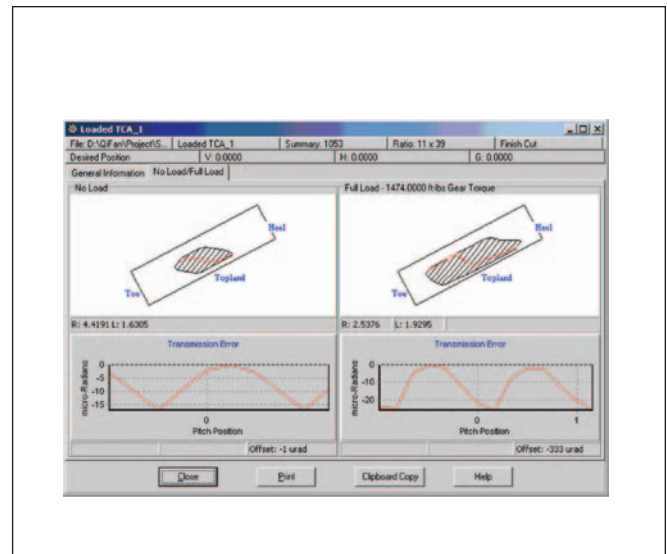 Loaded TCA_1
File: D:\QiFan\Project\S... Loaded TCA_1 Summary: 1053 Ratio: 11 x 39 Finish Cut
Desired Position V: 0.0000 H: 0.0000 G: 0.0000
General Information No Load/Full Load
No Load Full Load - 1474.0000 ft-lbs Gear Torque
Heel Heel
Topland Topland
Toe Toe
R: 4.4191 L: 1.6305 R: 2.5376 L: 1.9295
Transmission Error Transmission Error
micro-Radians 0 -5 -10 -15
micro-Radians 0 -10 -20
0 0 1
Pitch Position Pitch Position
Offset: -1 urad Offset: -333 urad
Close Print Clipboard Copy Help